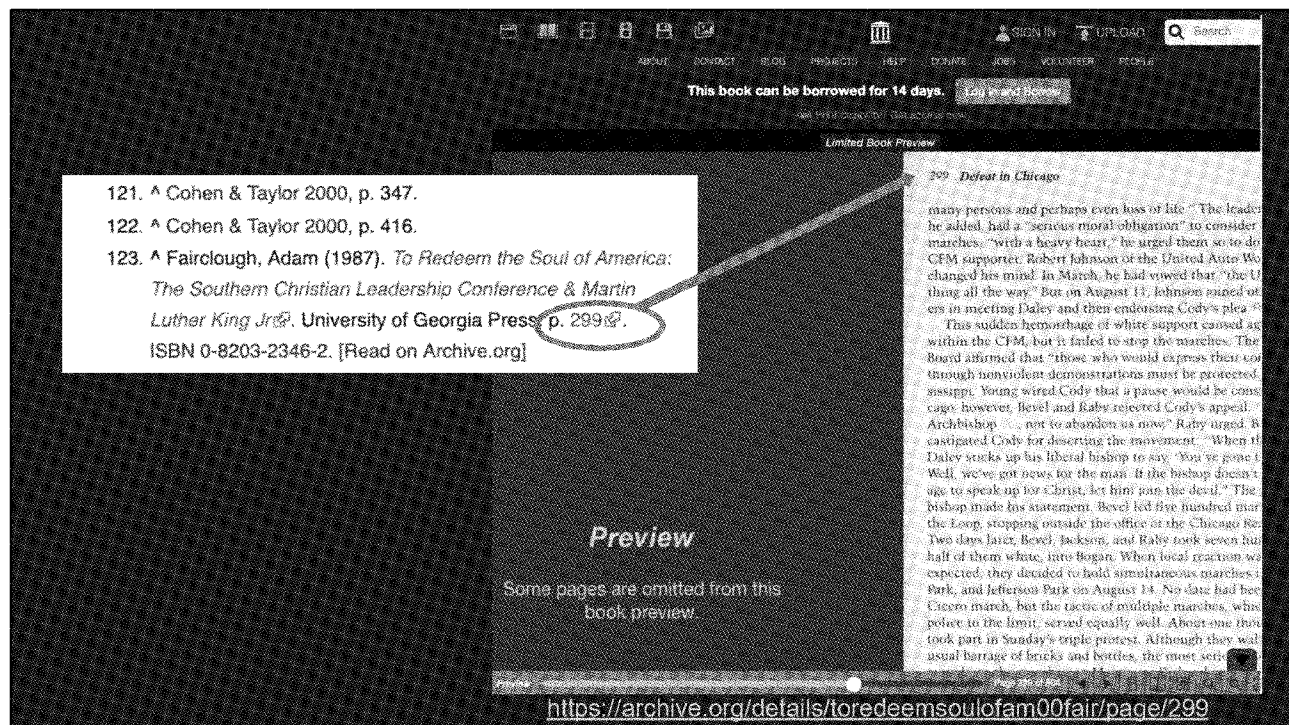 SIGN IN UPLOAD Search
ABOUT CONTACT BLOG PROJECTS HELP DONATE JOBS VOLUNTEER PEOPLE
This book can be borrowed for 14 days. Log in and Borrow
Limited Book Preview
121. ^ Cohen & Taylor 2000, p. 347.
122. ^ Cohen & Taylor 2000, p. 416.
123. ^ Fairclough, Adam (1987). To Redeem the Soul of America:
The Southern Christian Leadership Conference & Martin
Luther King Jr. University of Georgia Press. p. 299.
ISBN 0-8203-2346-2. [Read on Archive.org]
Preview
Some pages are omitted from this
book preview.
299 Defeat in Chicago
many persons and perhaps even loss of life." The leader
he added, had a "serious moral obligation" to consider
marches. "with a heavy heart," he urged them so to do
CFM supporter, Robert Johnson of the United Auto Wo
changed his mind. In March, he had vowed that "the U
thing all the way." But on August 11, Johnson joined ot
ers in meeting Daley and then endorsing Cody's plea
This sudden hemorrhage of white support caused ag
within the CFM, but it failed to stop the marches. The
Board affirmed that "those who would express their con
through nonviolent demonstrations must be protected
sissippi, Young wired Cody that a pause would be cons
cago, however, Bevel and Raby rejected Cody's appeal.
Archbishop . . . not to abandon us now," Raby urged. B
castigated Cody for deserting the movement. "When th
Daley sticks up his liberal bishop to say, 'You've gone t
Well, we've got news for the man. If the bishop doesn't
age to speak up for Christ, let him join the devil." The
bishop made his statement, Bevel led five hundred mar
the Loop, stopping outside the office of the Chicago Re
Two days later, Bevel, Jackson, and Raby took seven hun
half of them white, into Bogan. When local reaction wa
expected, they decided to hold simultaneous marches i
Park, and Jefferson Park on August 14. No date had bee
Cicero march, but the tactic of multiple marches, whic
police to the limit, served equally well. About one thou
took part in Sunday's triple protest. Although they wal
usual barrage of bricks and bottles, the most seri
Preview
https://archive.org/details/toredeemsoulofam00fair/page/299